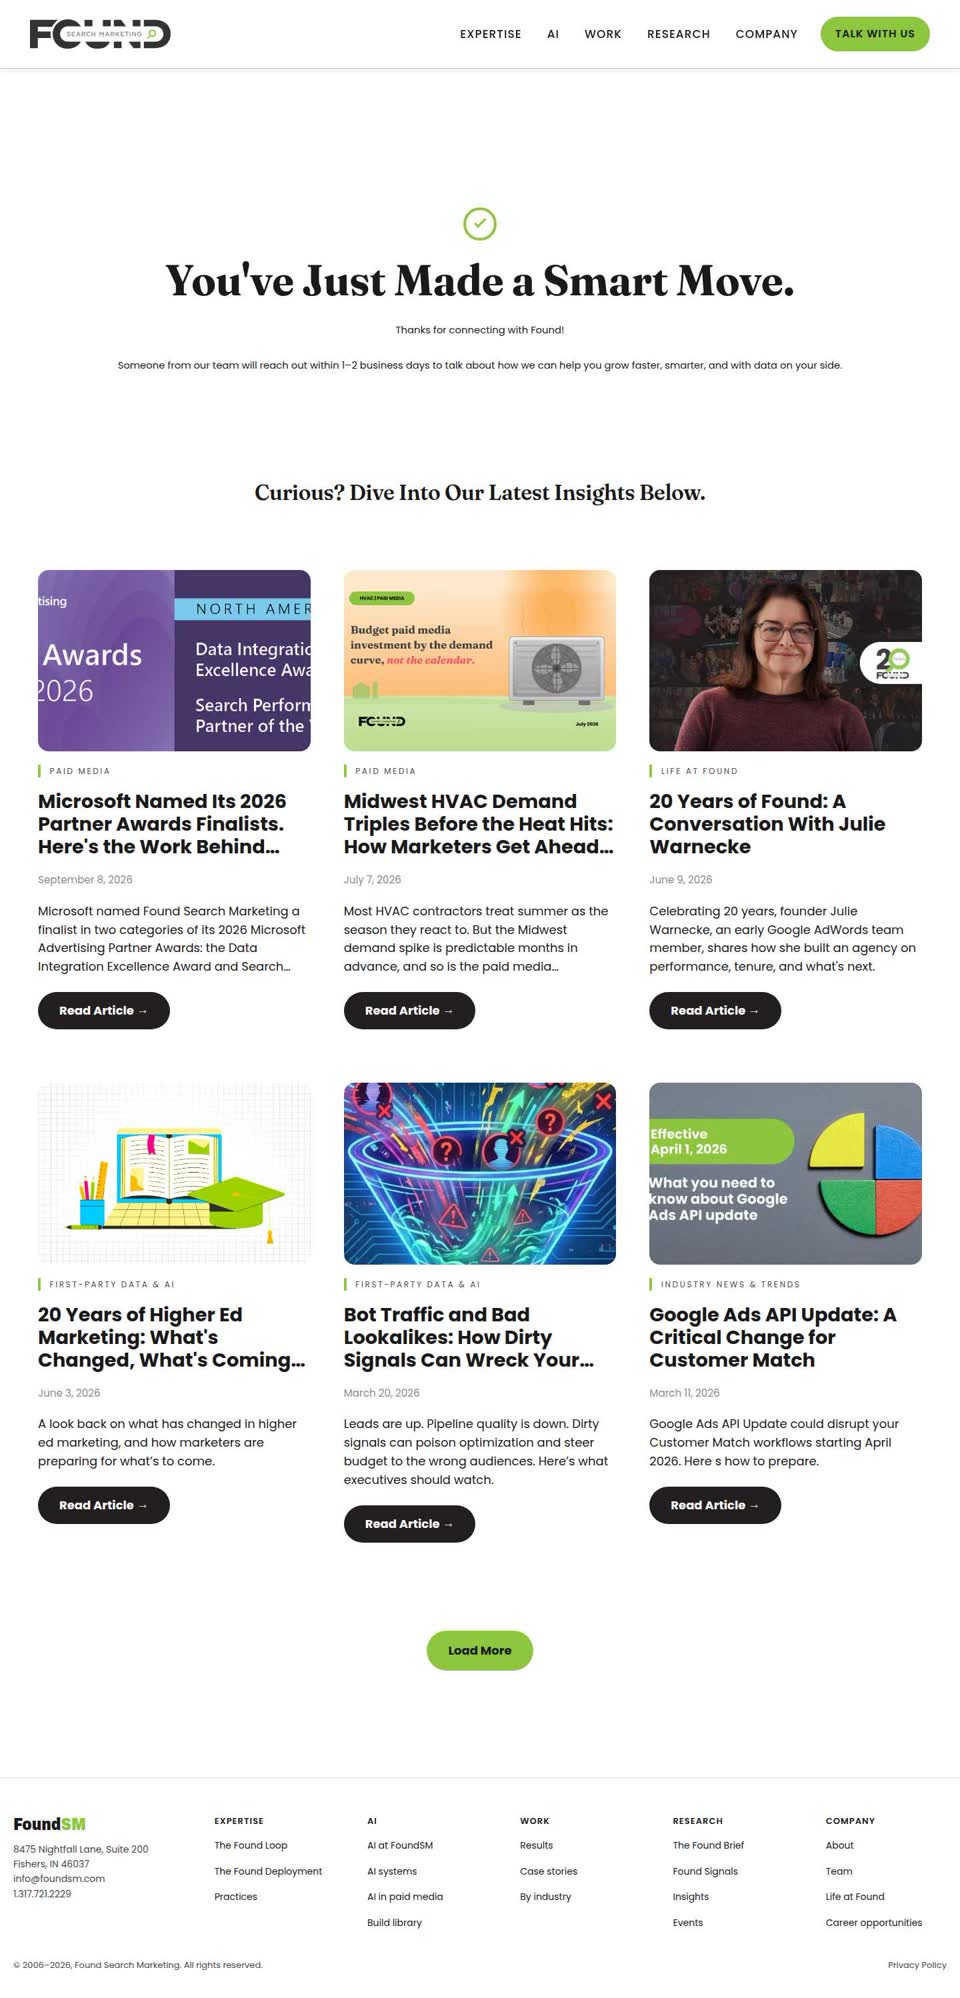 FOUND
SEARCH MARKETING
EXPERTISE
AI
WORK
RESEARCH
COMPANY
TALK WITH US
You've Just Made a Smart Move.
Thanks for connecting with Found!
Someone from our team will reach out within 1–2 business days to talk about how we can help you grow faster, smarter, and with data on your side.
Curious? Dive Into Our Latest Insights Below.
tising
Awards
2026
NORTH AMER
Data Integratio
Excellence Awa
Search Perform
Partner of the
PAID MEDIA
Microsoft Named Its 2026
Partner Awards Finalists.
Here's the Work Behind...
September 8, 2026
Microsoft named Found Search Marketing a
finalist in two categories of its 2026 Microsoft
Advertising Partner Awards: the Data
Integration Excellence Award and Search...
Read Article →
HVAC | PAID MEDIA
Budget paid media
investment by the demand
curve, not the calendar.
FOUND
July 2026
PAID MEDIA
Midwest HVAC Demand
Triples Before the Heat Hits:
How Marketers Get Ahead...
July 7, 2026
Most HVAC contractors treat summer as the
season they react to. But the Midwest
demand spike is predictable months in
advance, and so is the paid media...
Read Article →
20
FOUND
LIFE AT FOUND
20 Years of Found: A
Conversation With Julie
Warnecke
June 9, 2026
Celebrating 20 years, founder Julie
Warnecke, an early Google AdWords team
member, shares how she built an agency on
performance, tenure, and what's next.
Read Article →
FIRST-PARTY DATA & AI
20 Years of Higher Ed
Marketing: What's
Changed, What's Coming...
June 3, 2026
A look back on what has changed in higher
ed marketing, and how marketers are
preparing for what's to come.
Read Article →
FIRST-PARTY DATA & AI
Bot Traffic and Bad
Lookalikes: How Dirty
Signals Can Wreck Your...
March 20, 2026
Leads are up. Pipeline quality is down. Dirty
signals can poison optimization and steer
budget to the wrong audiences. Here's what
executives should watch.
Read Article →
Effective
April 1, 2026
What you need to
know about Google
Ads API update
INDUSTRY NEWS & TRENDS
Google Ads API Update: A
Critical Change for
Customer Match
March 11, 2026
Google Ads API Update could disrupt your
Customer Match workflows starting April
2026. Here s how to prepare.
Read Article →
Load More
FoundSM
8475 Nightfall Lane, Suite 200
Fishers, IN 46037
info@foundsm.com
1.317.721.2229
EXPERTISE
The Found Loop
The Found Deployment
Practices
AI
AI at FoundSM
AI systems
AI in paid media
Build library
WORK
Results
Case studies
By industry
RESEARCH
The Found Brief
Found Signals
Insights
Events
COMPANY
About
Team
Life at Found
Career opportunities
© 2006–2026, Found Search Marketing. All rights reserved.
Privacy Policy